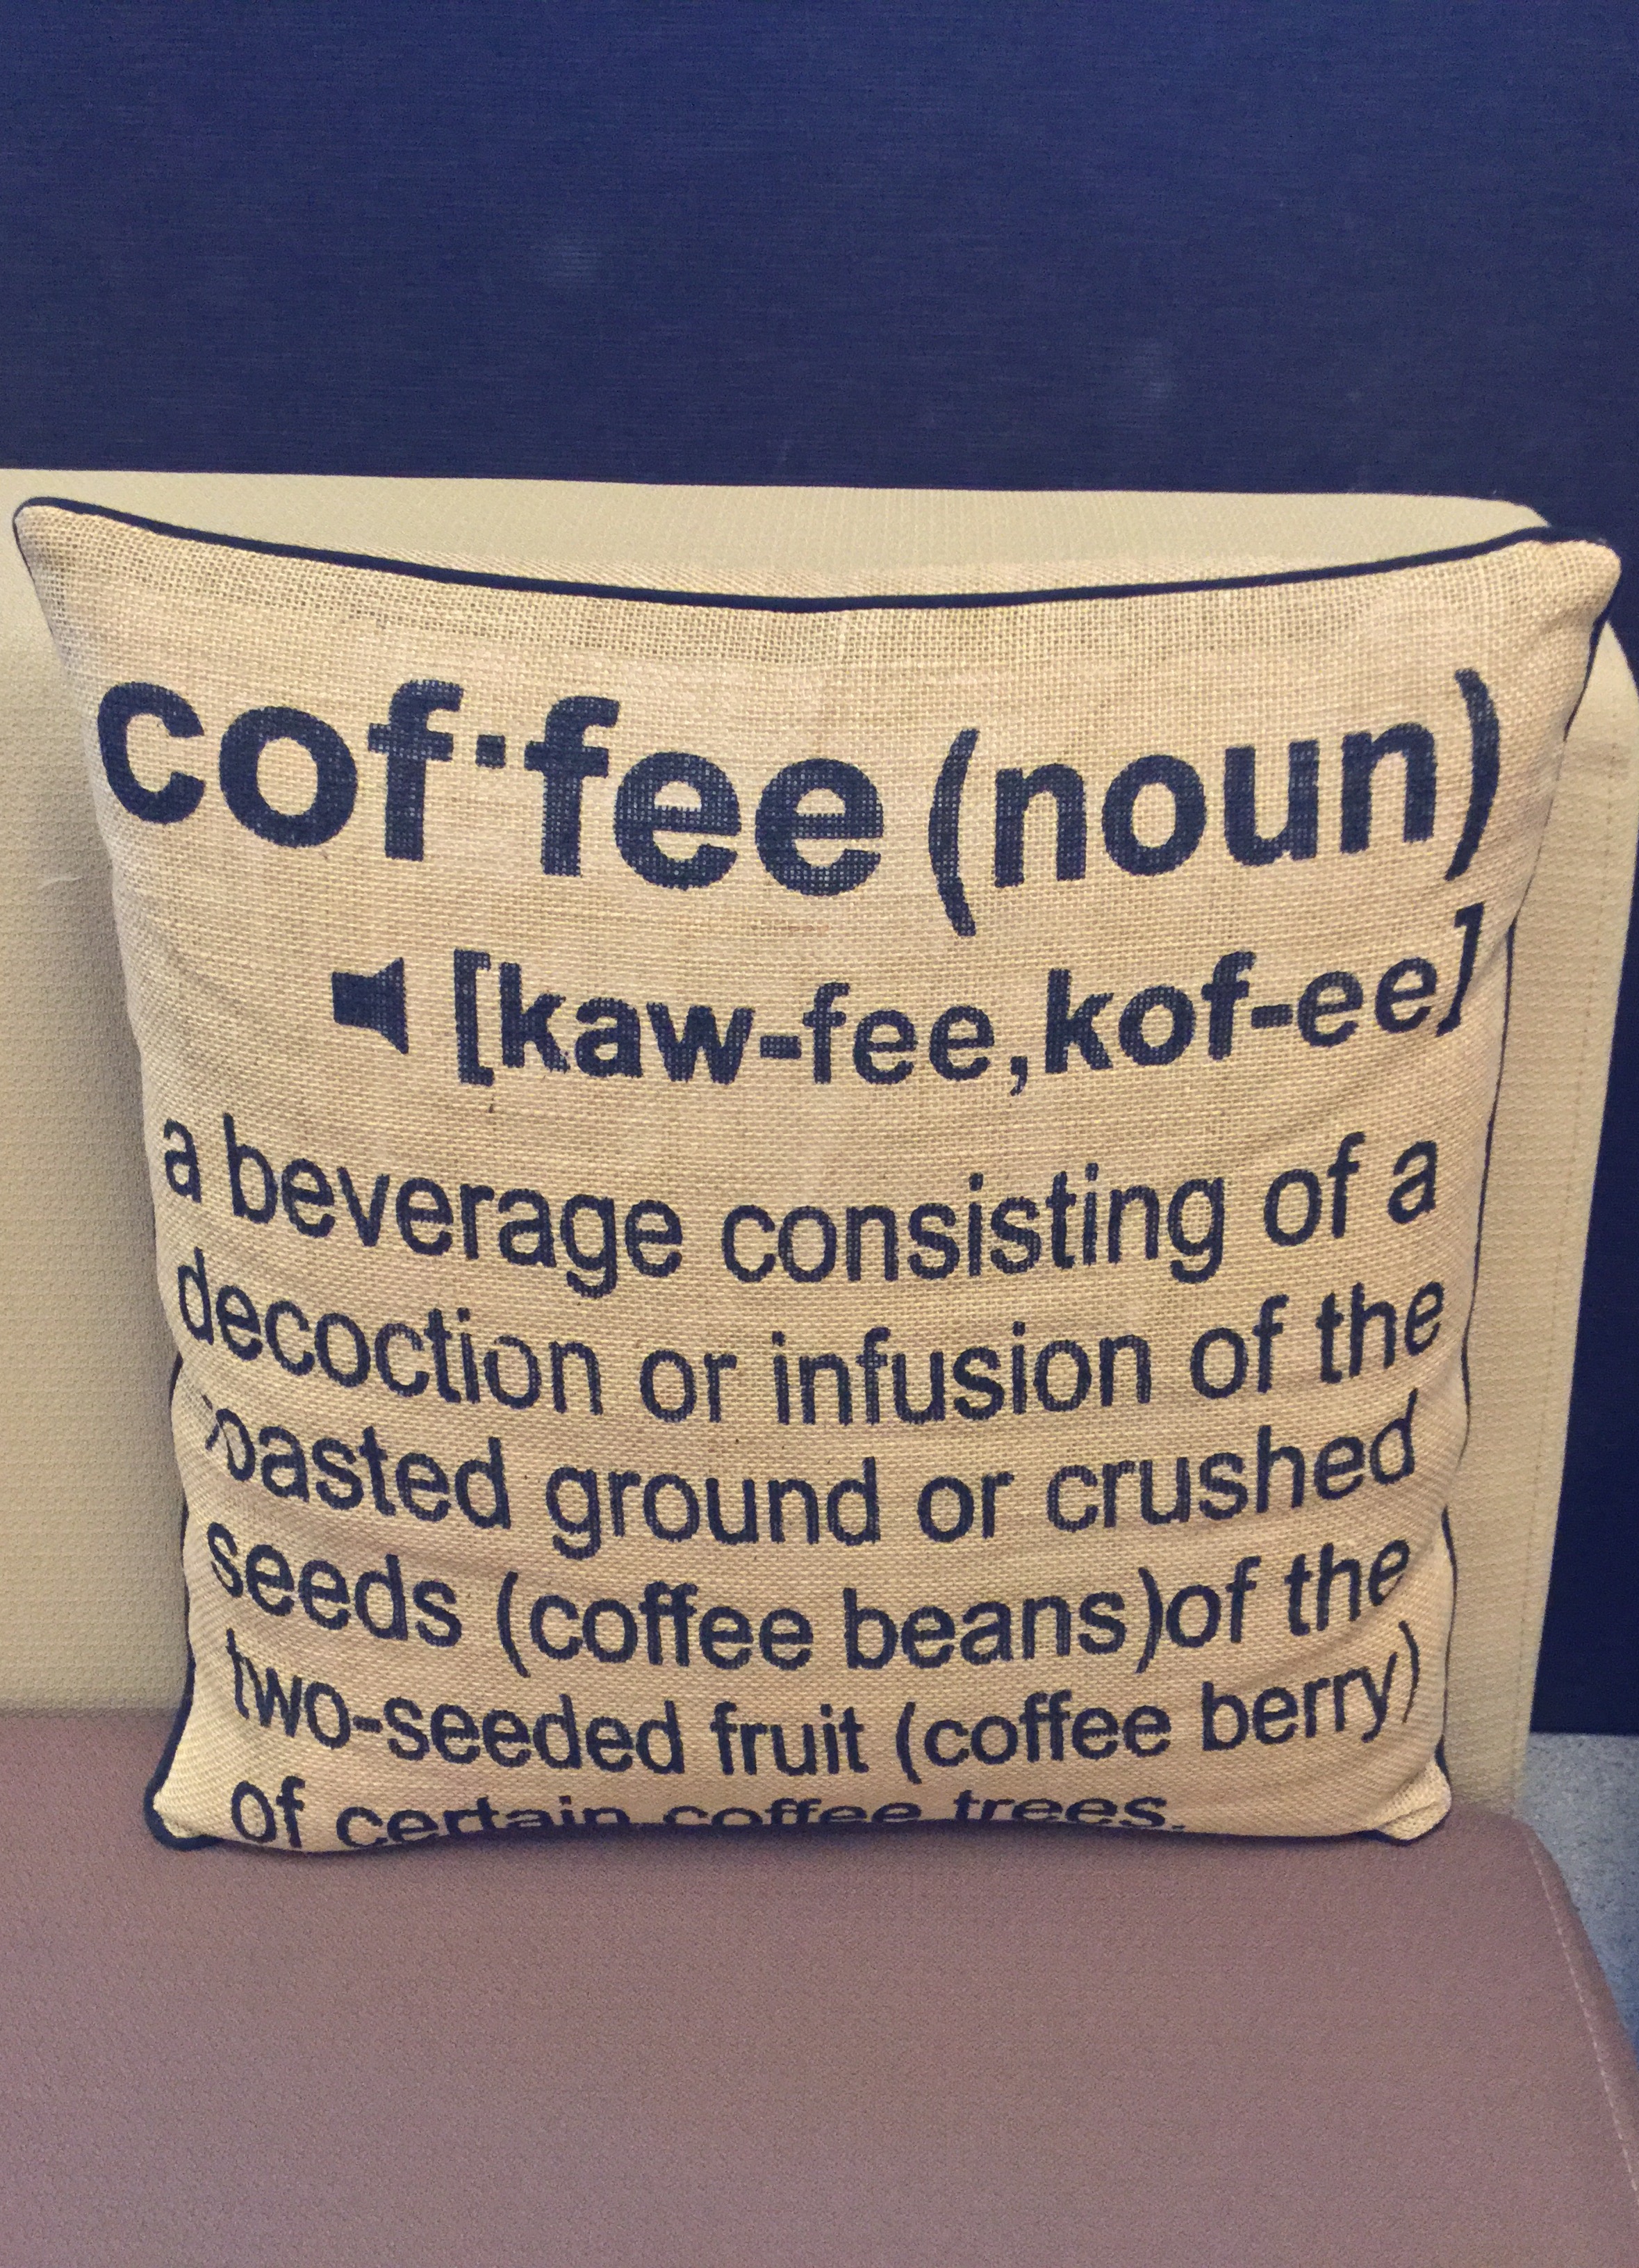 cof·fee (noun)
[kaw-fee,kof-ee]
a beverage consisting of a
decoction or infusion of the
roasted ground or crushed
seeds (coffee beans)of the
two-seeded fruit (coffee berry)
of certain coffee trees.